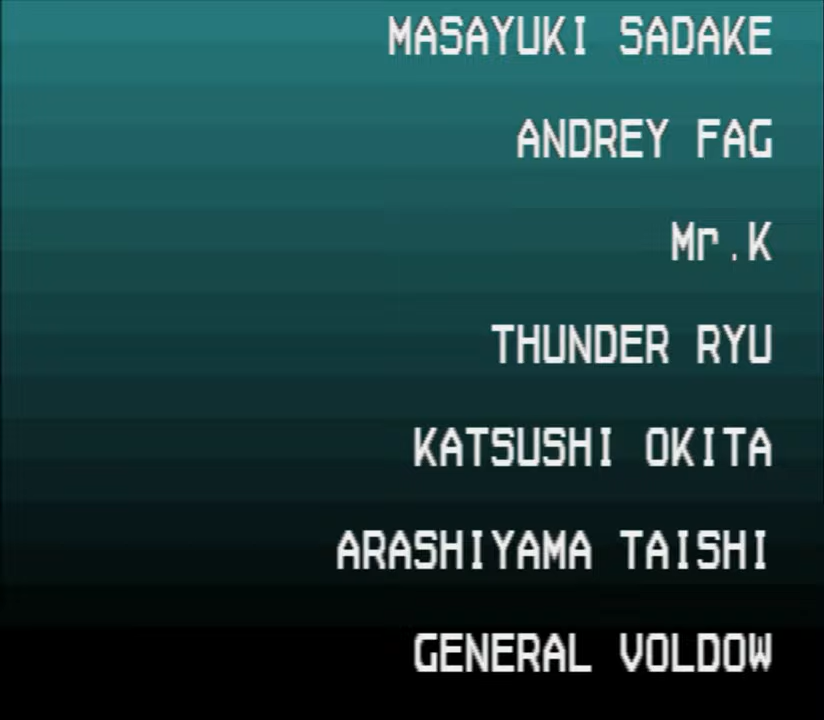 MASAYUKI SADAKE
ANDREY FAG
Mr.K
THUNDER RYU
KATSUSHI OKITA
ARASHIYAMA TAISHI
GENERAL VOLDOW